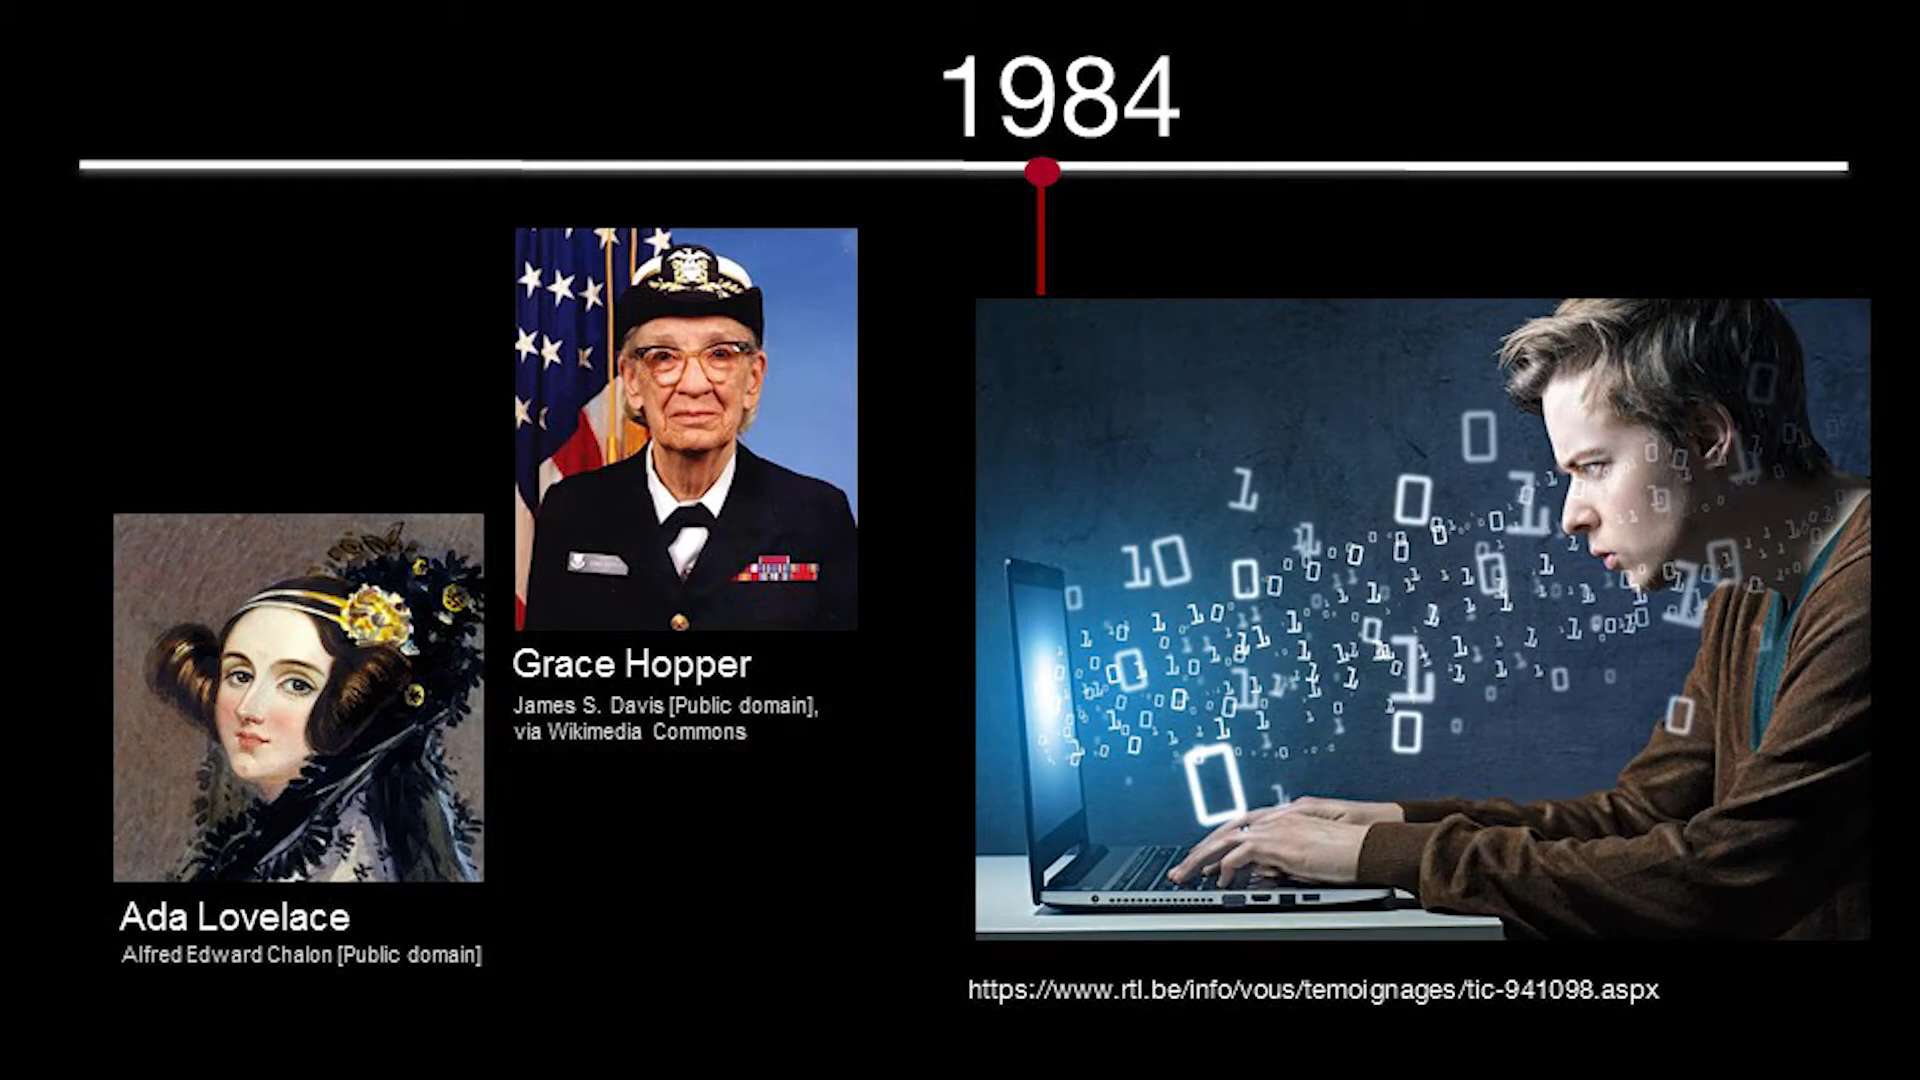 1984
Grace Hopper
James S. Davis [Public domain],
via Wikimedia Commons
Ada Lovelace
Alfred Edward Chalon [Public domain]
https://www.rtl.be/info/vous/temoignages/tic-941098.aspx